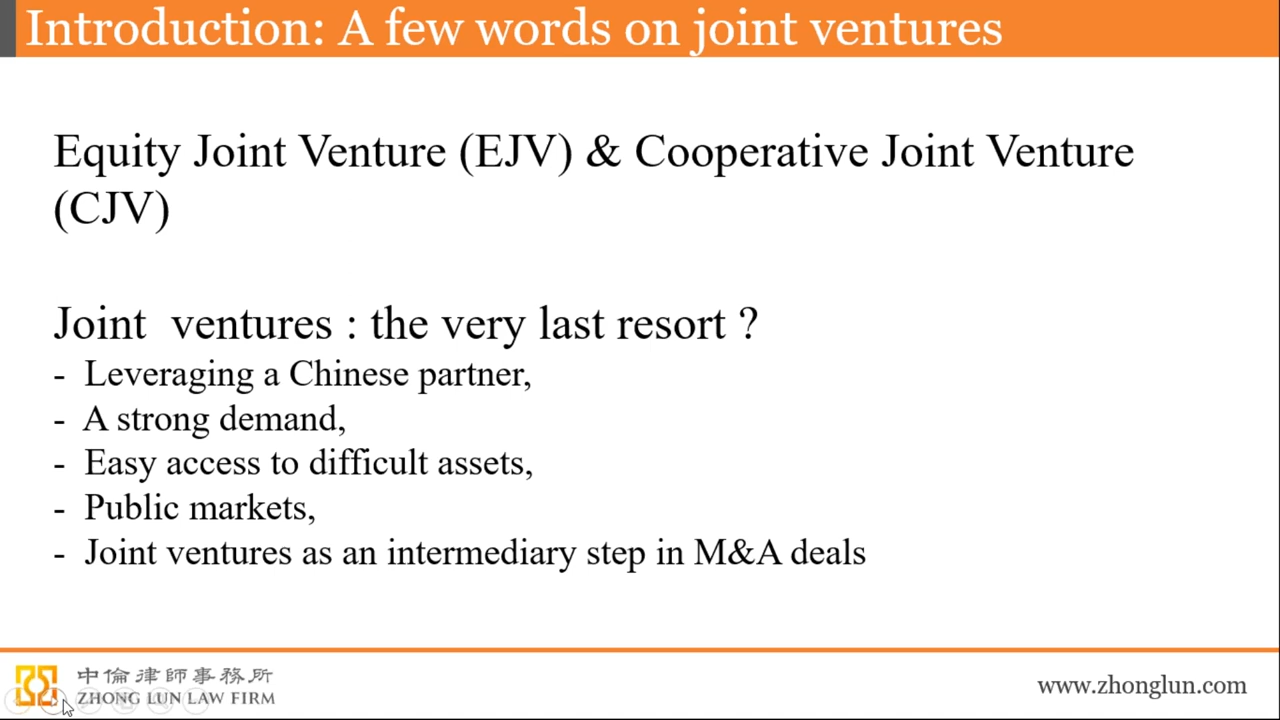 Introduction: A few words on joint ventures
Equity Joint Venture (EJV) & Cooperative Joint Venture
(CJV)
Joint  ventures : the very last resort ?
- Leveraging a Chinese partner,
- A strong demand,
- Easy access to difficult assets,
- Public markets,
- Joint ventures as an intermediary step in M&A deals
中倫律師事務所
ZHONG LUN LAW FIRM
www.zhonglun.com